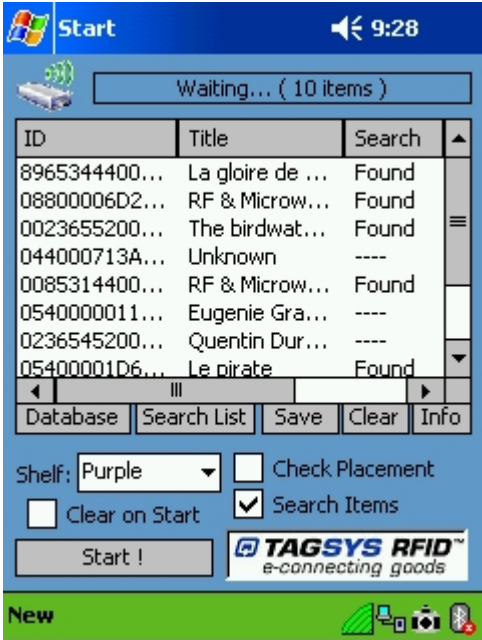 Start 9:28
Waiting... ( 10 items )
ID Title Search
8965344400... La gloire de ... Found
08800006D2... RF & Microw... Found
0023655200... The birdwat... Found
044000713A... Unknown ----
0085314400... RF & Microw... Found
0540000011... Eugenie Gra... ----
0236545200... Quentin Dur... ----
05400001D6... Le pirate Found
Database Search List Save Clear Info
Shelf: Purple Check Placement
Clear on Start Search Items
Start ! TAGSYS RFID™
e-connecting goods
New